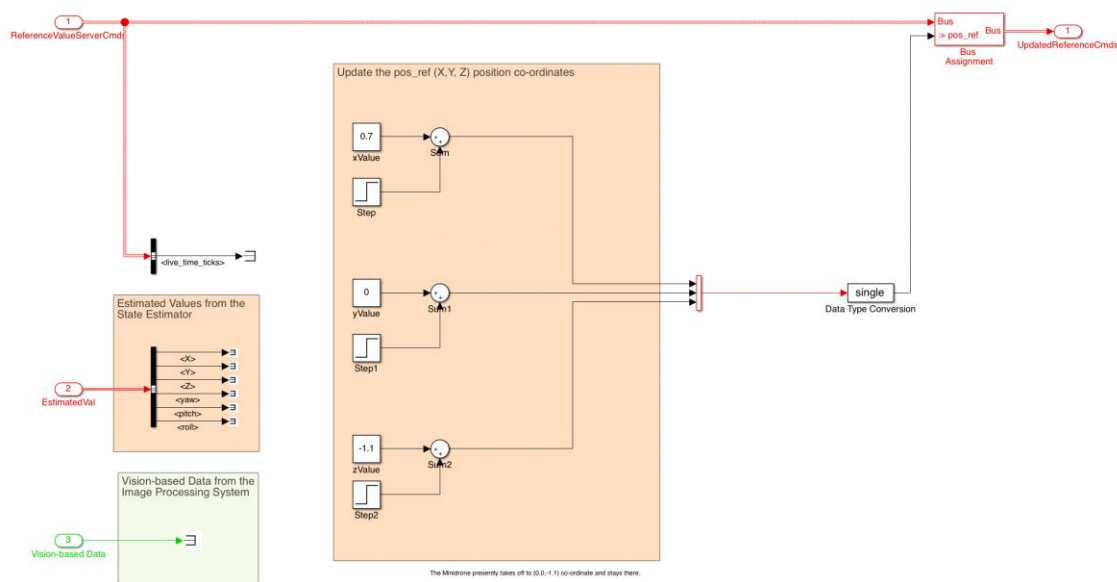 1
ReferenceValueServerCmds
Bus
:= pos_ref
Bus
Bus
Assignment
1
UpdatedReferenceCmds
Update the pos_ref (X,Y, Z) position co-ordinates
0.7
xValue
Sum
Step
<live_time_ticks>
0
yValue
Sum1
Step1
single
Data Type Conversion
Estimated Values from the
State Estimator
<X>
<Y>
<Z>
<yaw>
<pitch>
<roll>
2
EstimatedVal
-1.1
zValue
Sum2
Step2
Vision-based Data from the
Image Processing System
3
Vision-based Data
The Minidrone presently takes off to (0,0,-1.1) co-ordinate and stays there.